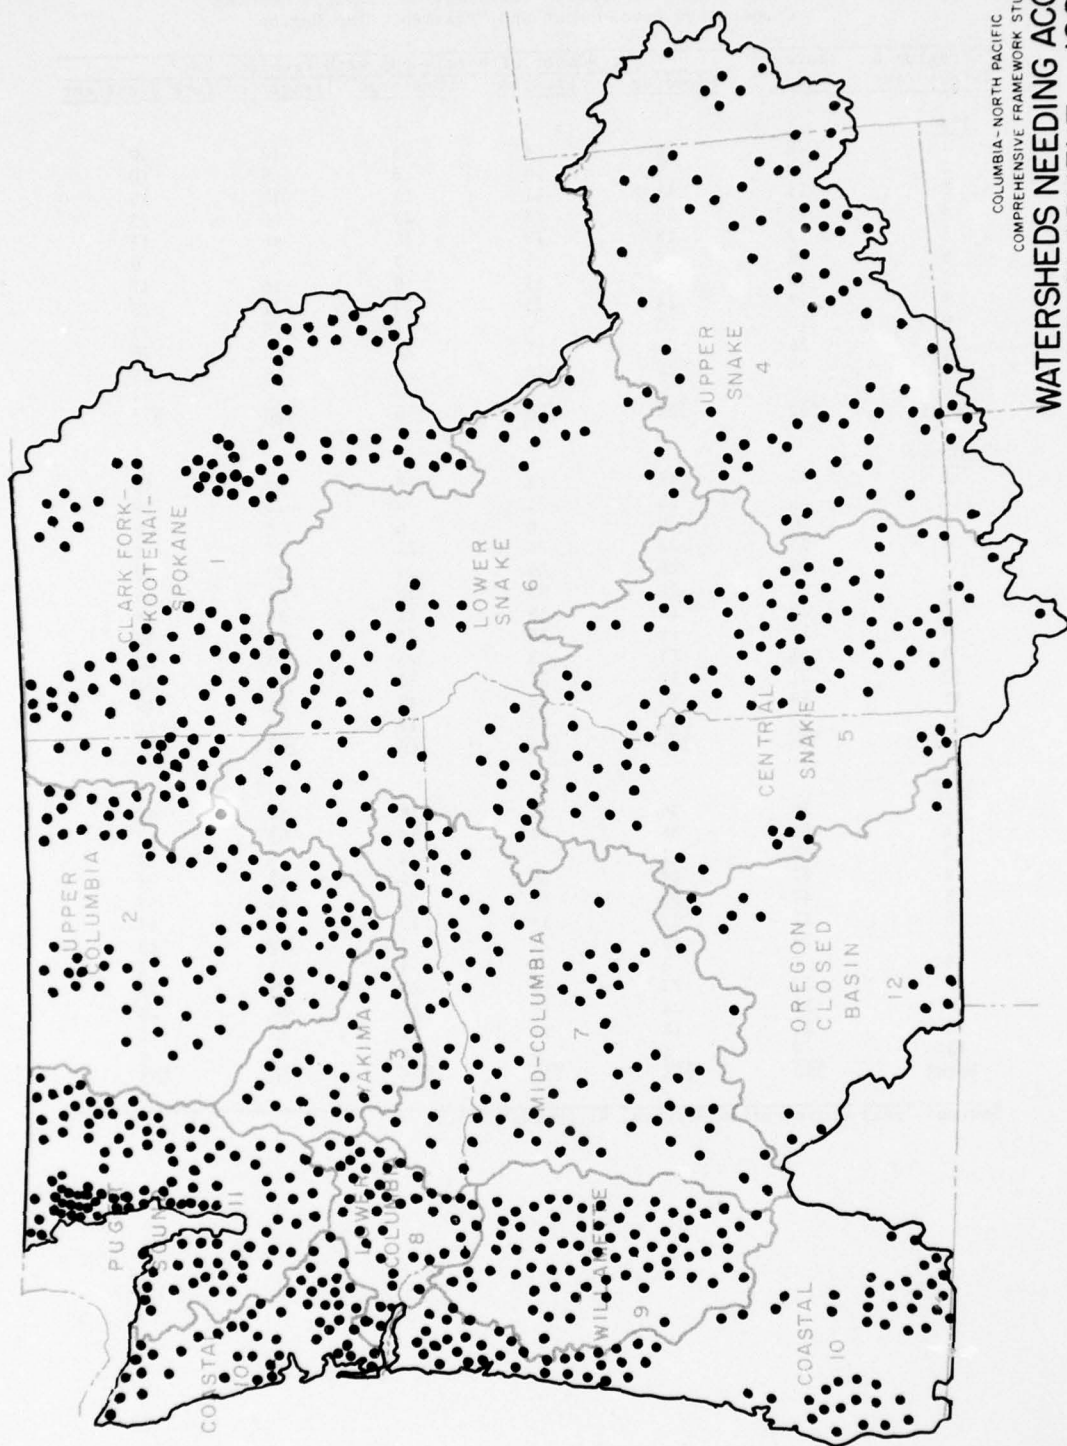 COLUMBIA-NORTH PACIFIC
COMPREHENSIVE FRAMEWORK
WATERSHEDS NEEDING
CLARK FORK-
KOOTENAI-
SPOKANE
1
UPPER
COLUMBIA
2
YAKIMA
3
UPPER
SNAKE
4
CENTRAL
SNAKE
5
LOWER
SNAKE
6
MID-COLUMBIA
7
LOWER
COLUMBIA
8
WILLAMETTE
9
COASTAL
10
COASTAL
10
PUGET
SOUND
11
OREGON
CLOSED
BASIN
12